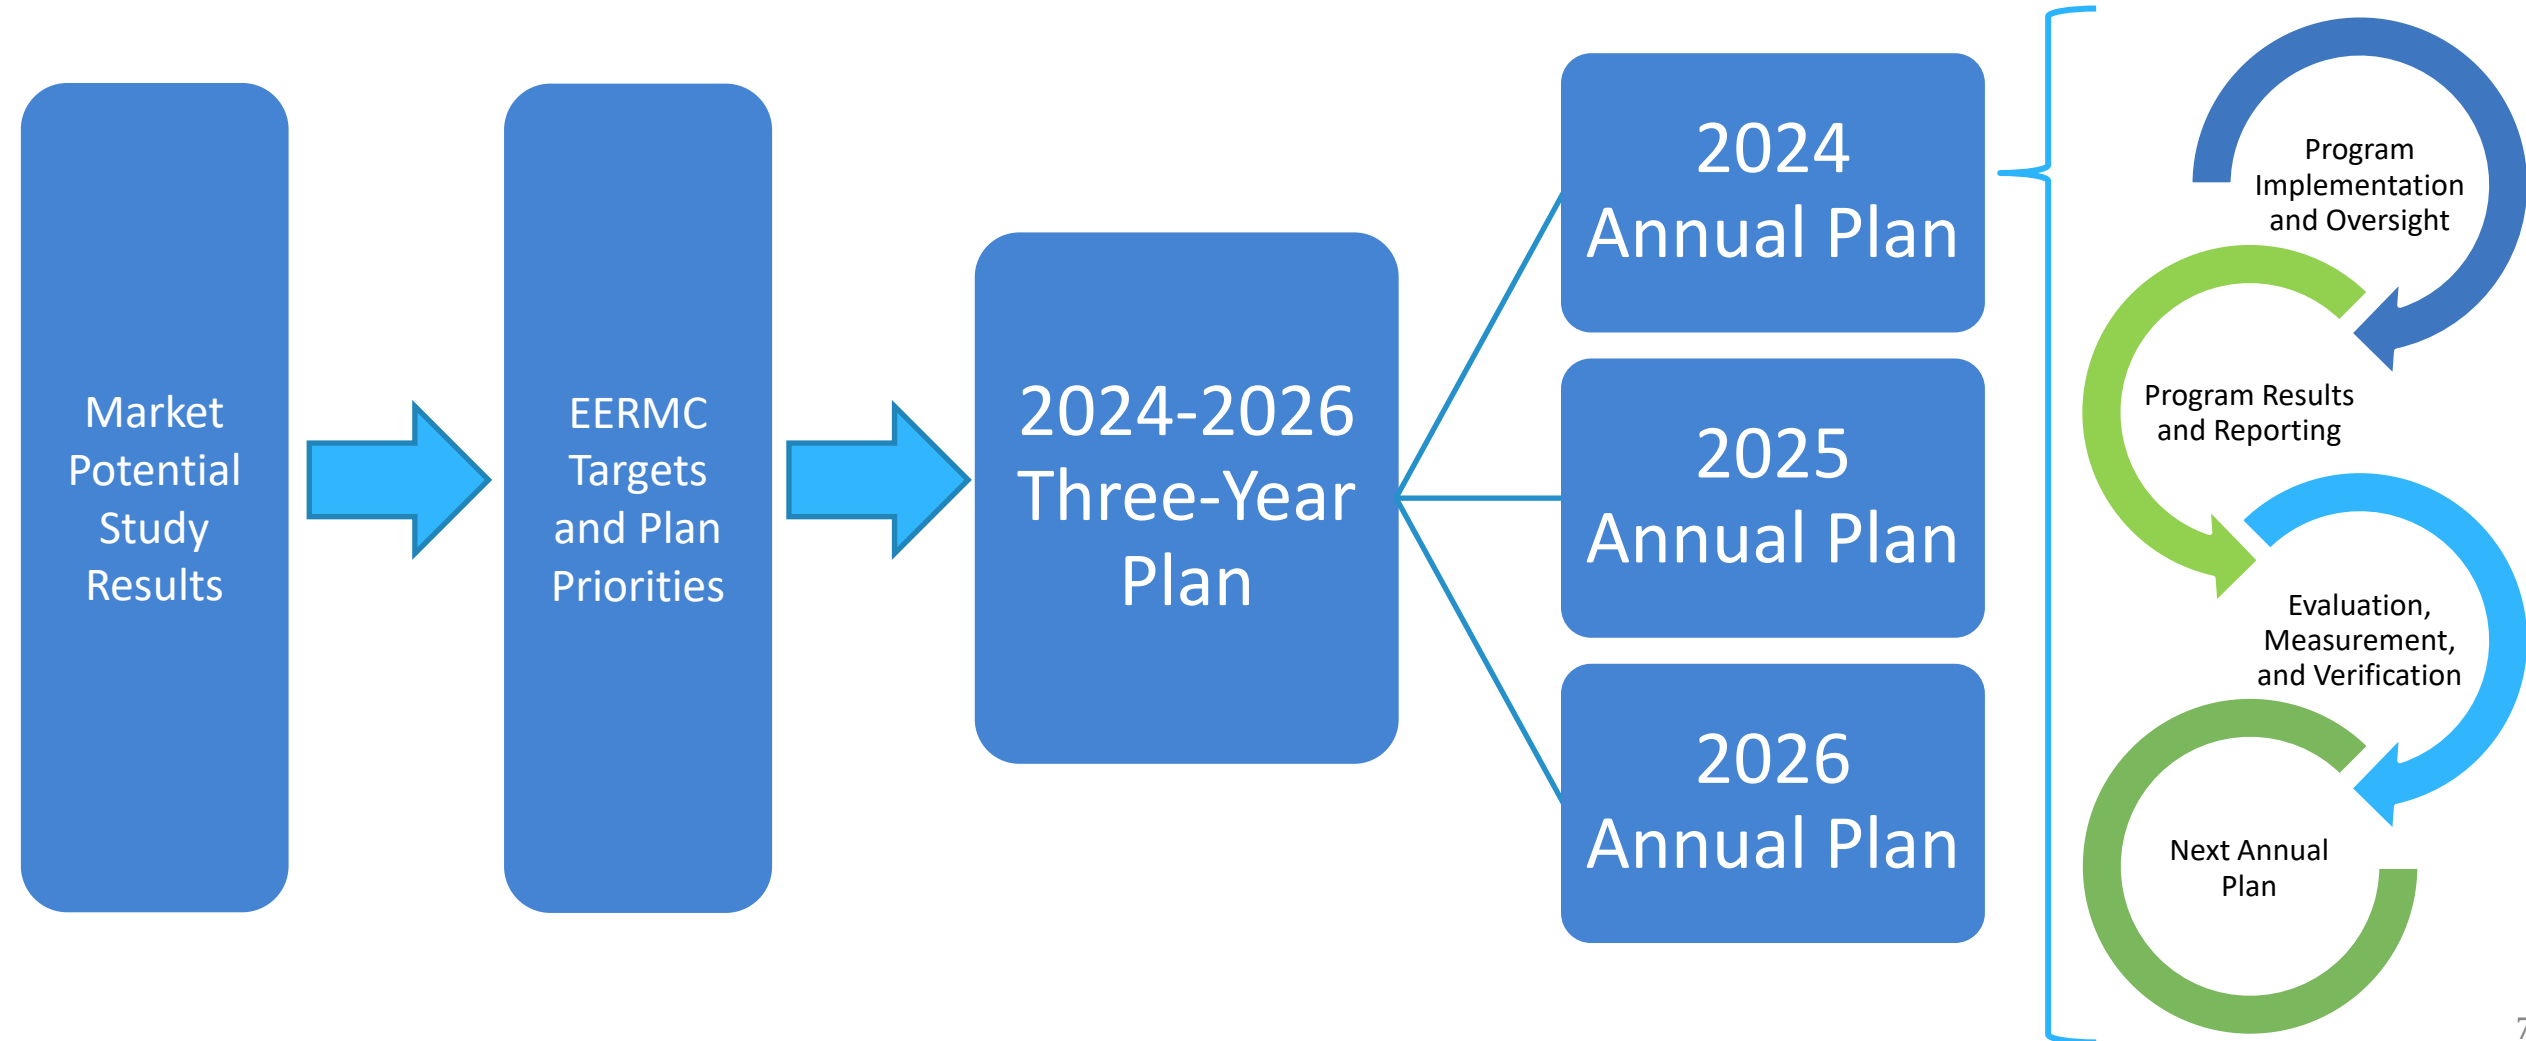 Market
Potential
Study
Results
EERMC
Targets
and Plan
Priorities
2024-2026
Three-Year
Plan
2024
Annual Plan
2025
Annual Plan
2026
Annual Plan
Program
Implementation
and Oversight
Program Results
and Reporting
Evaluation,
Measurement,
and Verification
Next Annual
Plan
7